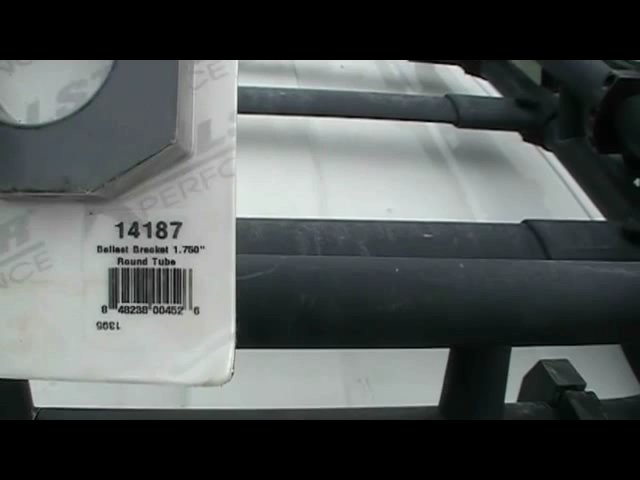 14187
Ballast Bracket 1.750"
Round Tube
8 48238 00452 6
1395